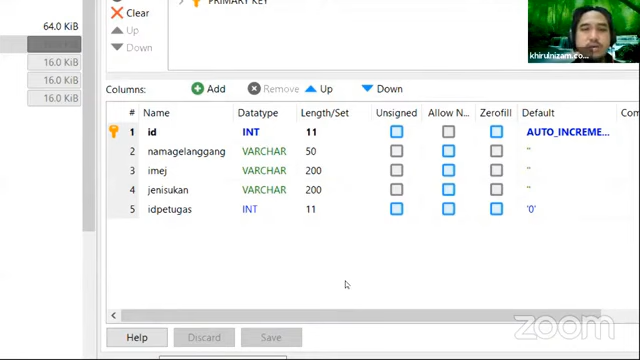 PRIMARY KEY
Clear
Up
Down
64.0 KiB
16.0 KiB
16.0 KiB
16.0 KiB
khirulnizam.co...
Columns: Add Remove Up Down
# Name Datatype Length/Set Unsigned Allow N... Zerofill Default Com
1 id INT 11 AUTO_INCREME...
2 namagelanggang VARCHAR 50 ''
3 imej VARCHAR 200 ''
4 jenisukan VARCHAR 200 ''
5 idpetugas INT 11 '0'
Help Discard Save
zoom